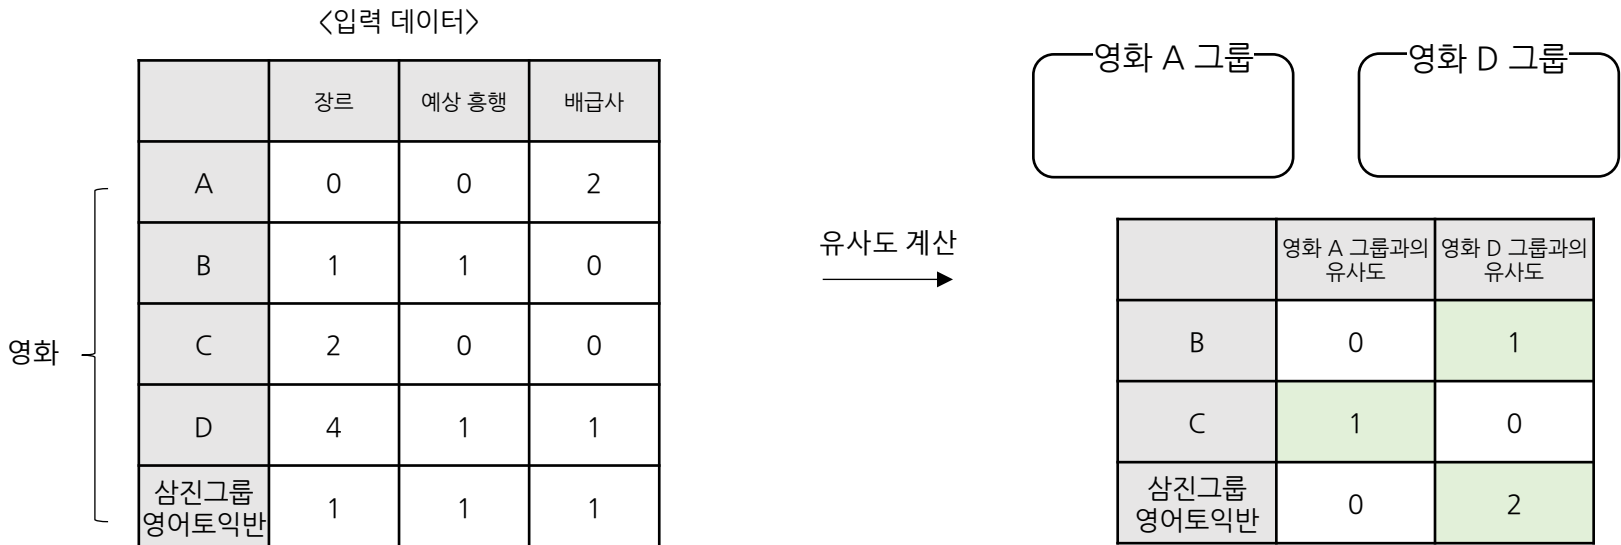 <입력 데이터>
장르 예상 흥행 배급사
A 0 0 2
B 1 1 0
C 2 0 0
D 4 1 1
삼진그룹
영어토익반 1 1 1
영화
유사도 계산
영화 A 그룹 영화 D 그룹
영화 A 그룹과의
유사도
영화 D 그룹과의
유사도
B 0 1
C 1 0
삼진그룹
영어토익반 0 2